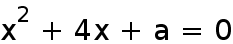 x² + 4x + a = 0